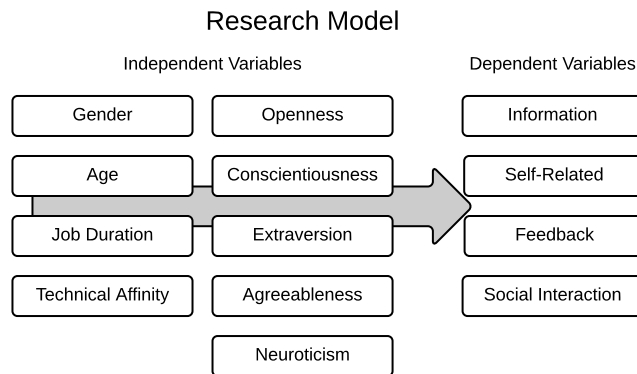 Research Model
Independent Variables
Dependent Variables
Gender
Openness
Information
Age
Conscientiousness
Self-Related
Job Duration
Extraversion
Feedback
Technical Affinity
Agreeableness
Social Interaction
Neuroticism